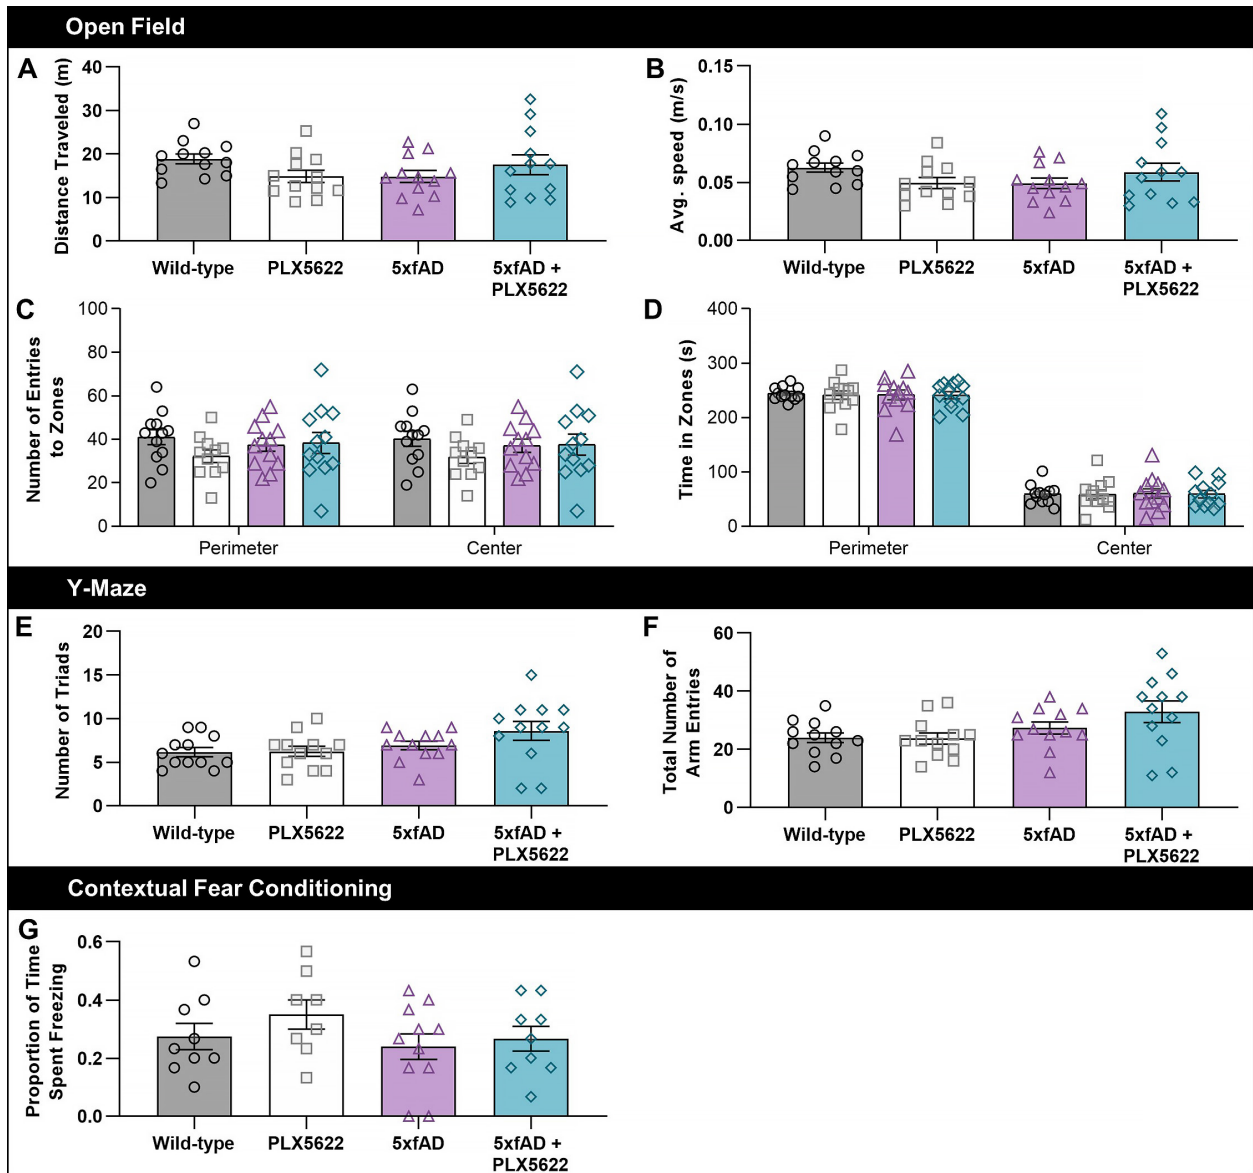 Open Field
A
Distance Traveled (m)
40
30
20
10
0
Wild-type
PLX5622
5xfAD
5xfAD +
PLX5622
B
Avg. speed (m/s)
0.15
0.10
0.05
0.00
Wild-type
PLX5622
5xfAD
5xfAD +
PLX5622
C
Number of Entries
to Zones
100
80
60
40
20
0
Perimeter
Center
D
Time in Zones (s)
400
300
200
100
0
Perimeter
Center
Y-Maze
E
Number of Triads
20
15
10
5
0
Wild-type
PLX5622
5xfAD
5xfAD +
PLX5622
F
Total Number of
Arm Entries
60
40
20
0
Wild-type
PLX5622
5xfAD
5xfAD +
PLX5622
Contextual Fear Conditioning
G
Proportion of Time
Spent Freezing
0.6
0.4
0.2
0.0
Wild-type
PLX5622
5xfAD
5xfAD +
PLX5622